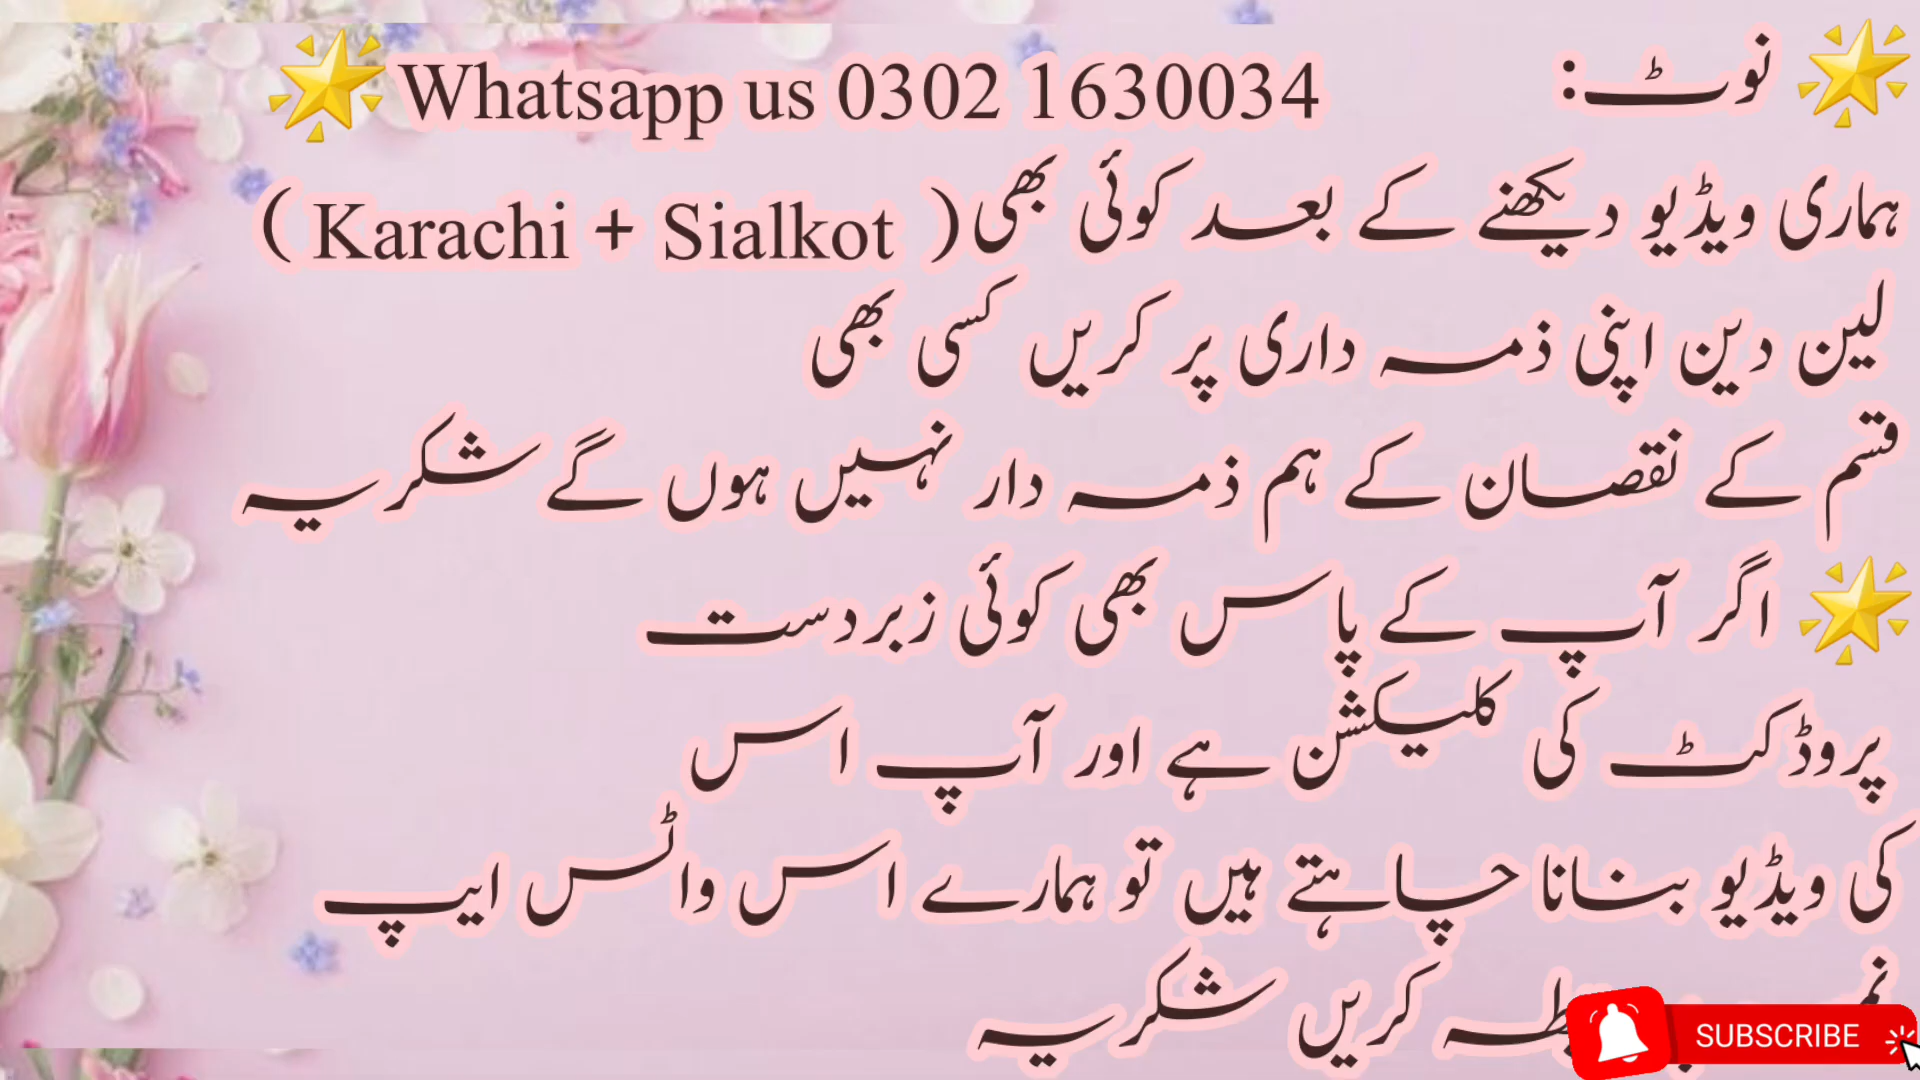 🌟 نوٹ: Whatsapp us 0302 1630034 🌟
ہماری ویڈیو دیکھنے کے بعد کوئی بھی ( Karachi + Sialkot )
لین دین اپنی ذمہ داری پر کریں کسی بھی
قسم کے نقصان کے ہم ذمہ دار نہیں ہوں گے شکریہ
🌟 اگر آپ کے پاس بھی کوئی زبردست
پروڈکٹ کی کلیکشن ہے اور آپ اس
کی ویڈیو بنانا چاہتے ہیں تو ہمارے اس واٹس ایپ
کریں شکریہ
SUBSCRIBE